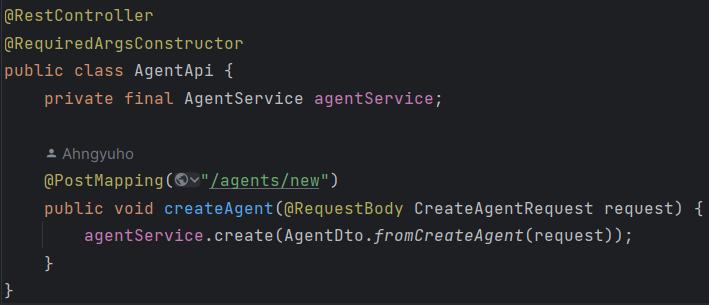 @RestController
@RequiredArgsConstructor
public class AgentApi {
    private final AgentService agentService;
    Ahngyuho
    @PostMapping("/agents/new")
    public void createAgent(@RequestBody CreateAgentRequest request) {
        agentService.create(AgentDto.fromCreateAgent(request));
    }
}